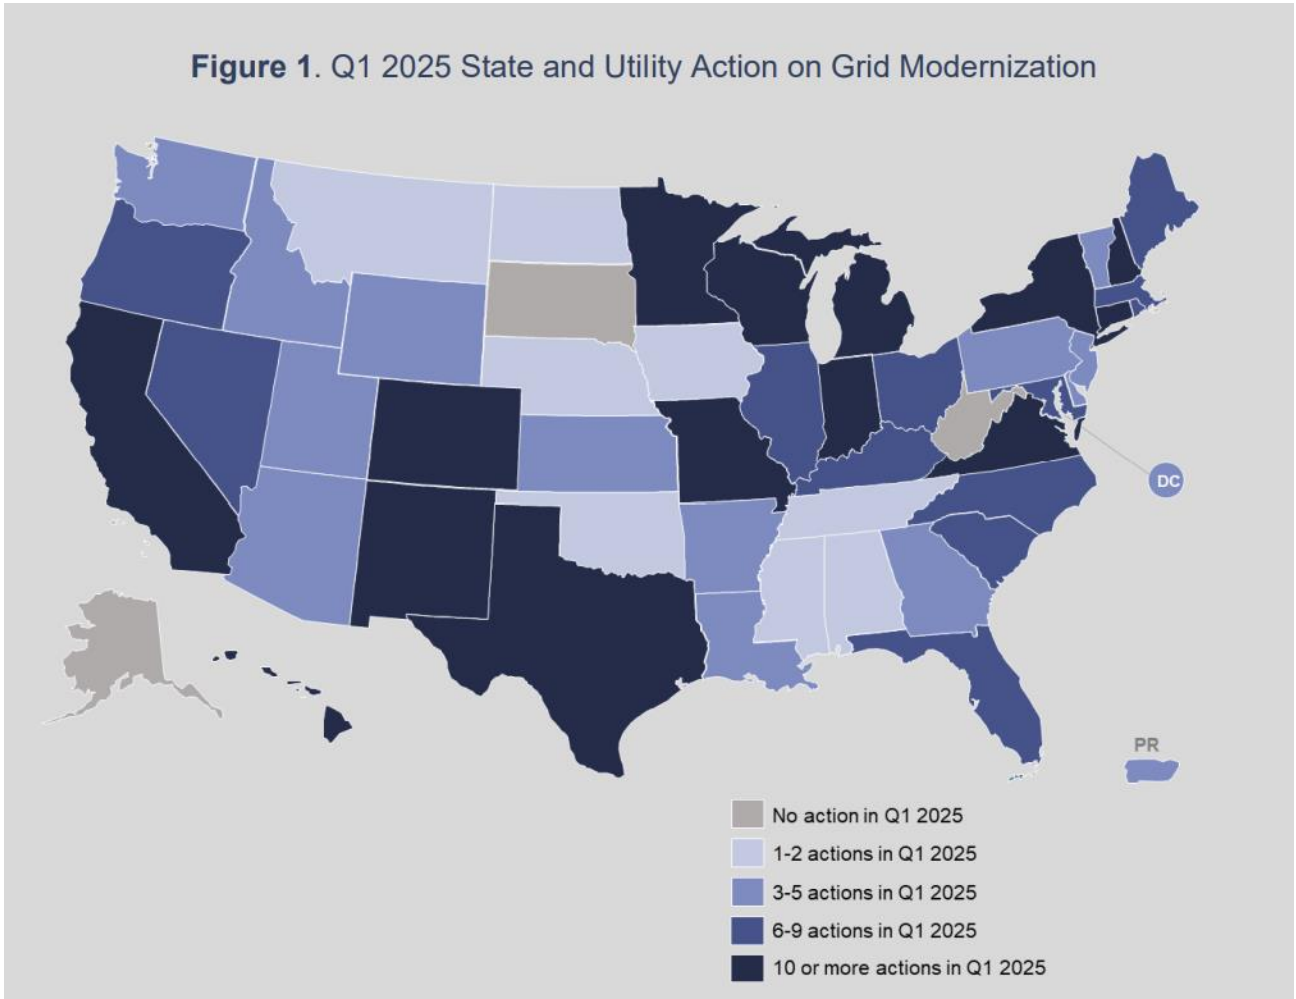 Figure 1. Q1 2025 State and Utility Action on Grid Modernization
DC
PR
No action in Q1 2025
1-2 actions in Q1 2025
3-5 actions in Q1 2025
6-9 actions in Q1 2025
10 or more actions in Q1 2025